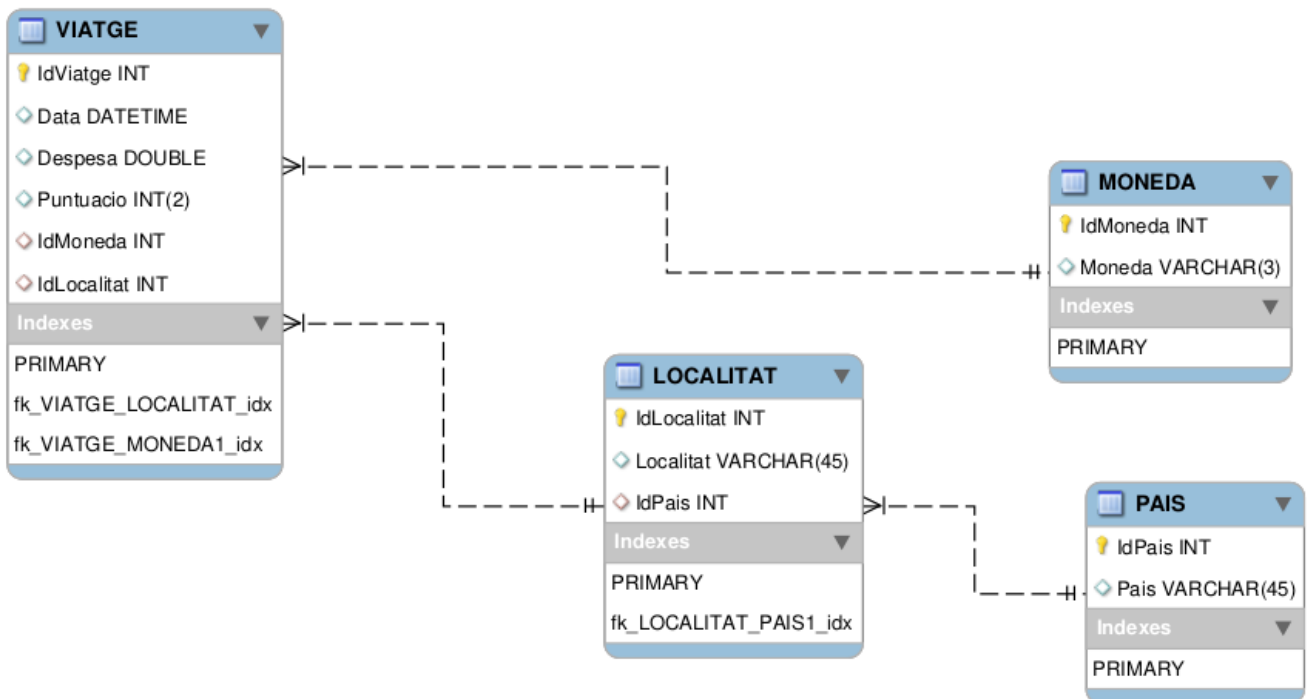 VIATGE
IdViatge INT
Data DATETIME
Despesa DOUBLE
Puntuacio INT(2)
IdMoneda INT
IdLocalitat INT
Indexes
PRIMARY
fk_VIATGE_LOCALITAT_idx
fk_VIATGE_MONEDA1_idx
MONEDA
IdMoneda INT
Moneda VARCHAR(3)
Indexes
PRIMARY
LOCALITAT
IdLocalitat INT
Localitat VARCHAR(45)
IdPais INT
Indexes
PRIMARY
fk_LOCALITAT_PAIS1_idx
PAIS
IdPais INT
Pais VARCHAR(45)
Indexes
PRIMARY